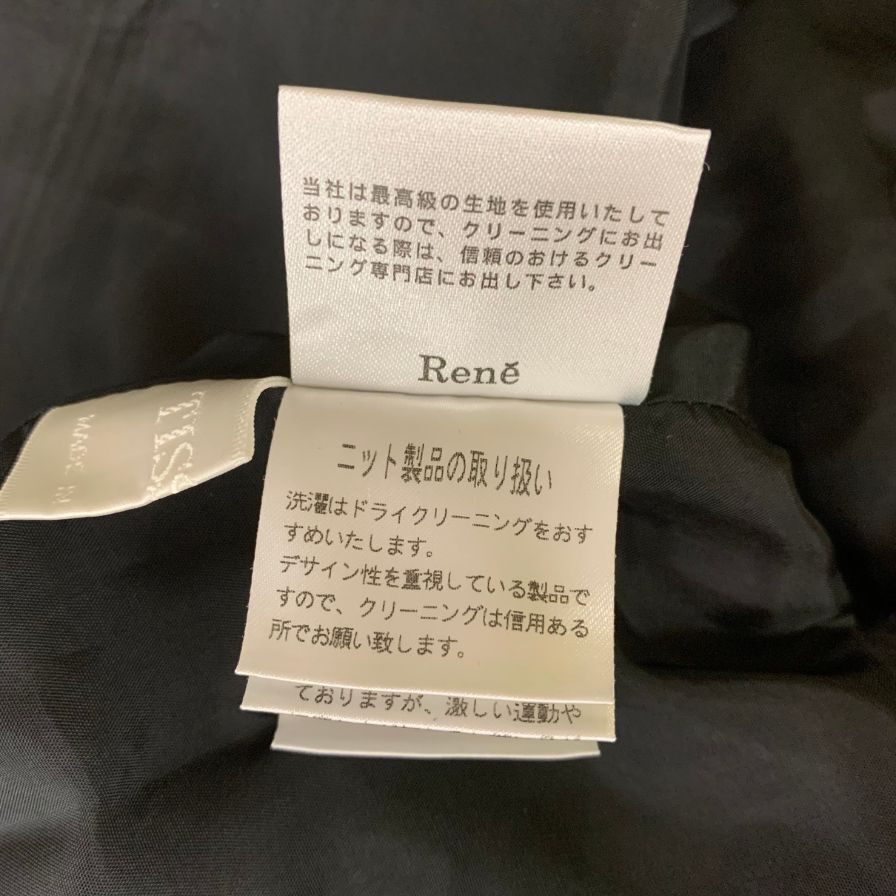 当社は最高級の生地を使用いたして
おりますので、クリーニングにお出
しになる際は、信頼のおけるクリー
ニング専門店にお出し下さい。
René
TIS
MADE IN
ニット製品の取り扱い
洗濯はドライクリーニングをおす
すめいたします。
デザイン性を重視している製品で
すので、クリーニングは信用ある
所でお願い致します。
ておりますが、激しい運動や